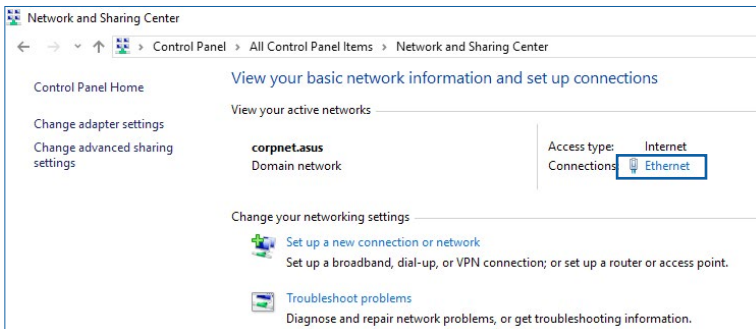 Network and Sharing Center
Control Panel > All Control Panel Items > Network and Sharing Center
Control Panel Home
Change adapter settings
Change advanced sharing
settings
View your basic network information and set up connections
View your active networks
corpnet.asus
Domain network
Access type: Internet
Connections Ethernet
Change your networking settings
Set up a new connection or network
Set up a broadband, dial-up, or VPN connection; or set up a router or access point.
Troubleshoot problems
Diagnose and repair network problems, or get troubleshooting information.